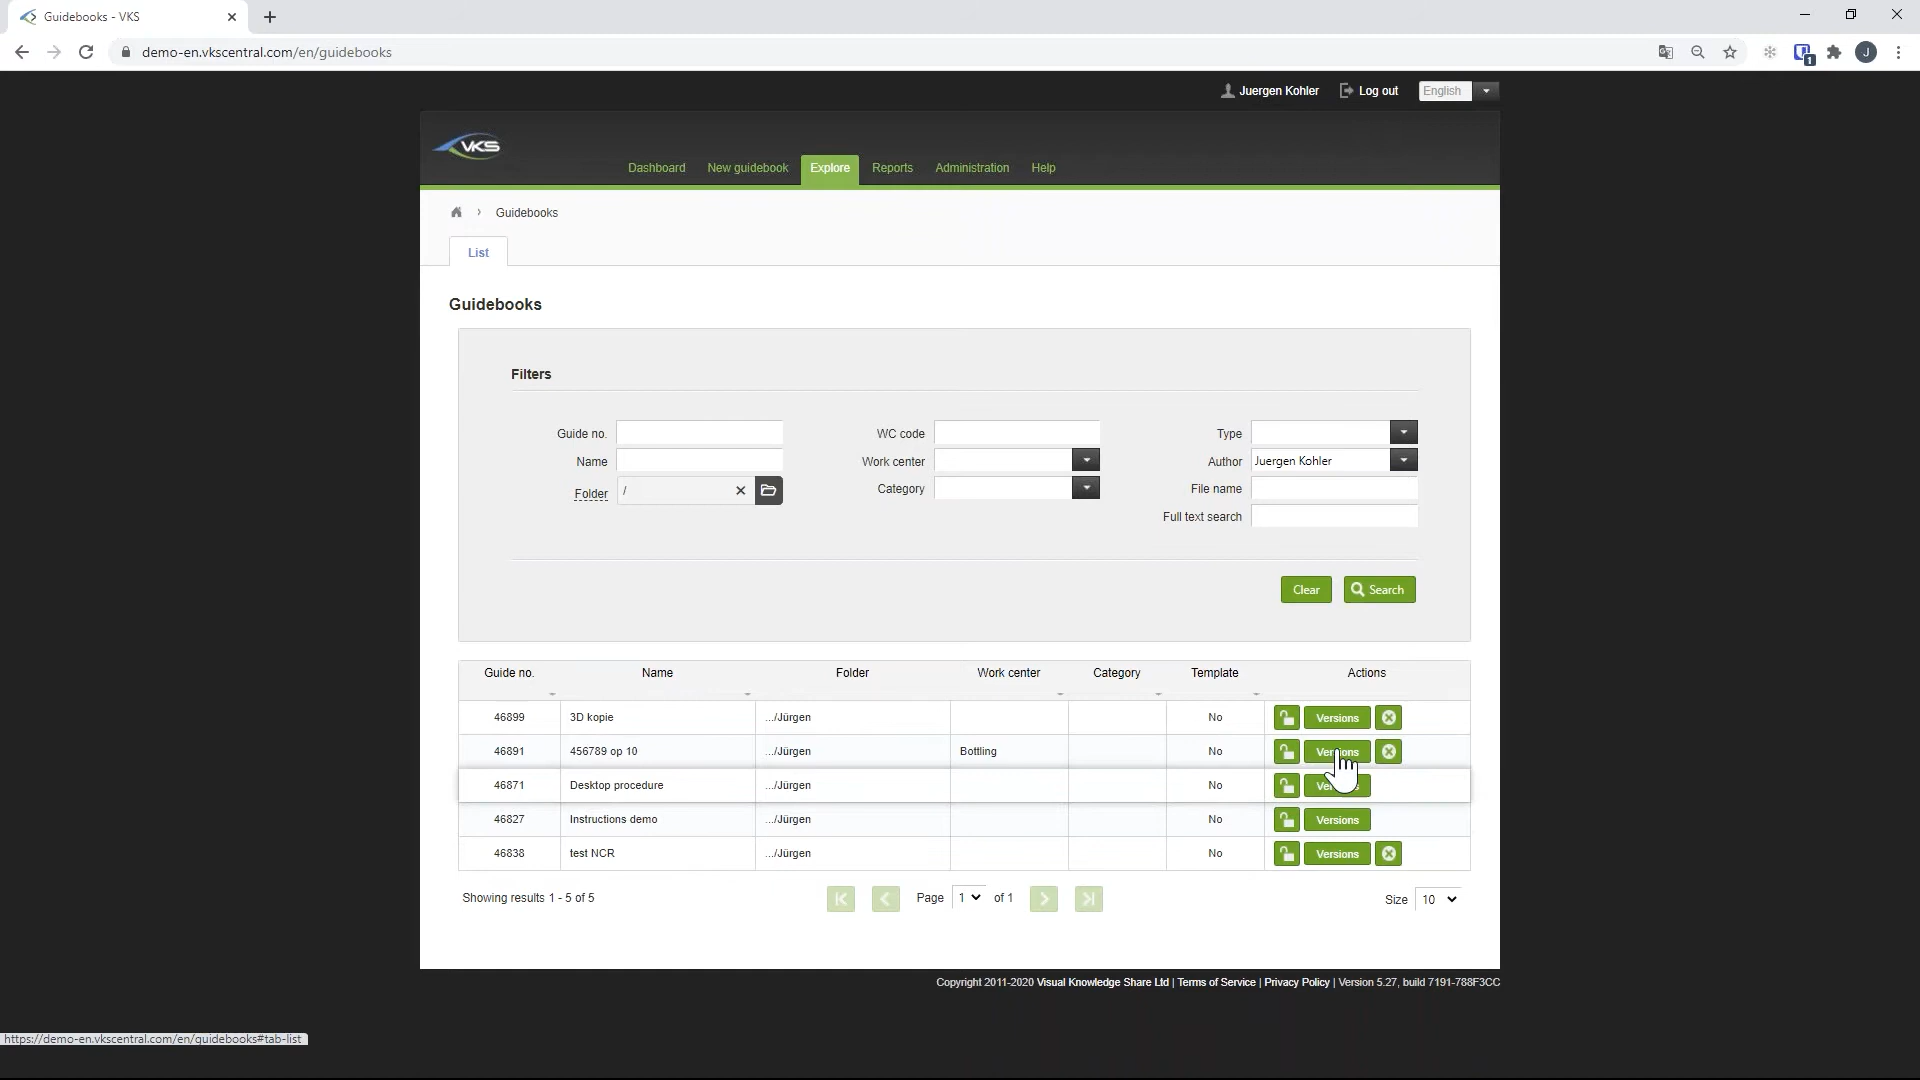 Guidebooks - VKS
demo-en.vkscentral.com/en/guidebooks
1
J
Juergen Kohler
Log out
English
VKS
Dashboard
New guidebook
Explore
Reports
Administration
Help
Guidebooks
List
Guidebooks
Filters
Guide no.
WC code
Type
Name
Work center
Author
Juergen Kohler
Folder
/
Category
File name
Full text search
Clear
Search
Guide no. Name Folder Work center Category Template Actions
46899 3D kopie .../Jürgen No Versions
46891 456789 op 10 .../Jürgen Bottling No
46871 Desktop procedure .../Jürgen No
46827 Instructions demo .../Jürgen No Versions
46838 test NCR .../Jürgen No Versions
Showing results 1 - 5 of 5
Page 1 of 1
Size 10
Copyright 2011-2020 Visual Knowledge Share Ltd | Terms of Service | Privacy Policy | Version 5.27, build 7191-788F3CC
https://demo-en.vkscentral.com/en/guidebooks#tab-list